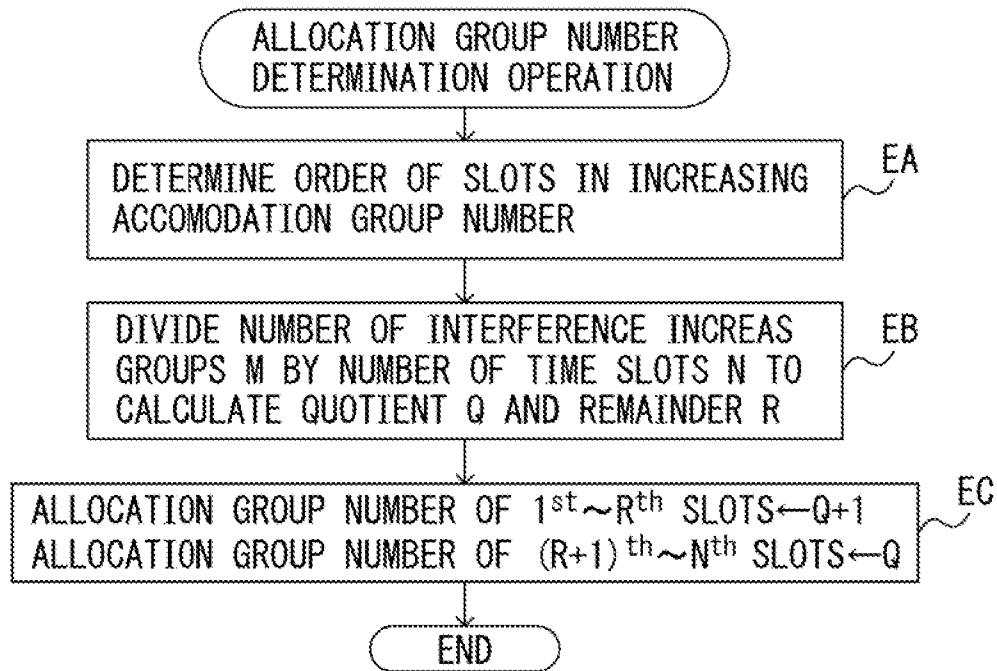 ALLOCATION GROUP NUMBER
DETERMINATION OPERATION
DETERMINE ORDER OF SLOTS IN INCREASING
ACCOMODATION GROUP NUMBER
EA
DIVIDE NUMBER OF INTERFERENCE INCREAS
GROUPS M BY NUMBER OF TIME SLOTS N TO
CALCULATE QUOTIENT Q AND REMAINDER R
EB
ALLOCATION GROUP NUMBER OF 1st~Rth SLOTS←Q+1
ALLOCATION GROUP NUMBER OF (R+1)th~Nth SLOTS←Q
EC
END